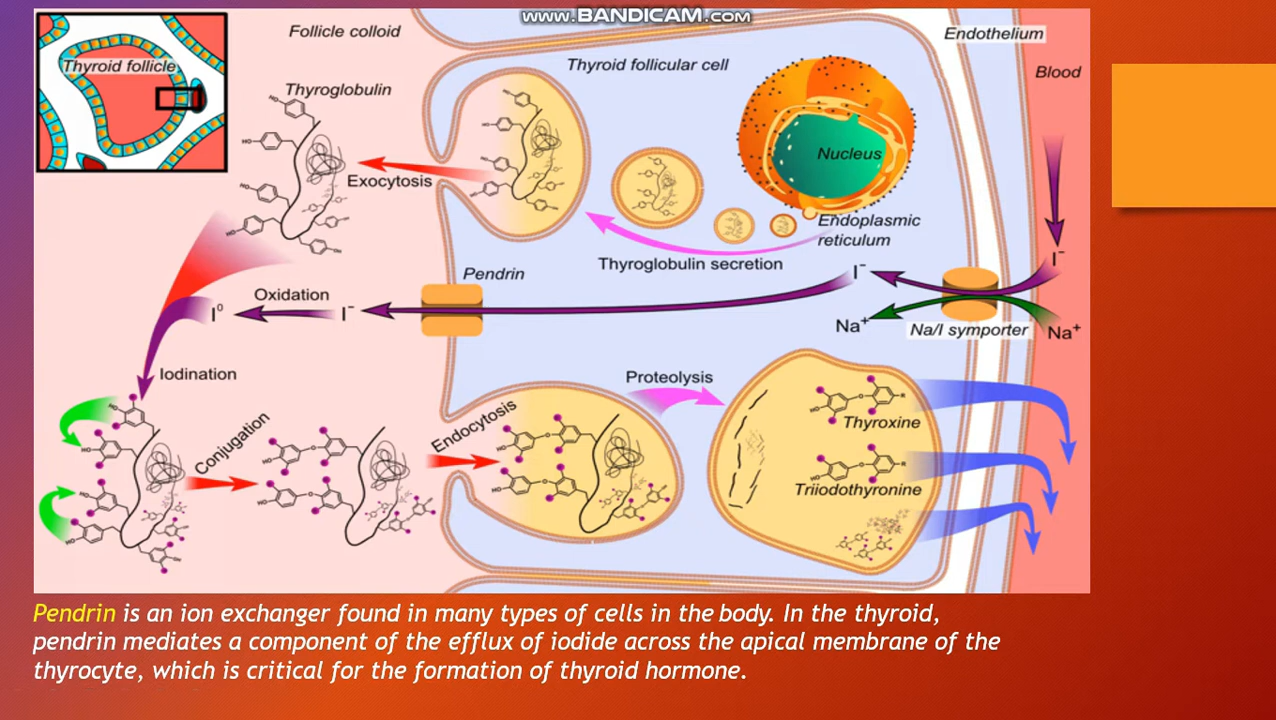 www.BANDICAM.com
Follicle colloid
Endothelium
Thyroid follicle
Thyroid follicular cell
Blood
Thyroglobulin
Nucleus
Exocytosis
Endoplasmic
reticulum
Thyroglobulin secretion
I⁻
I⁻
Pendrin
Oxidation
I⁰
I⁻
Na⁺
Na/I symporter
Na⁺
Iodination
Proteolysis
Conjugation
Endocytosis
Thyroxine
Triiodothyronine
Pendrin is an ion exchanger found in many types of cells in the body. In the thyroid,
pendrin mediates a component of the efflux of iodide across the apical membrane of the
thyrocyte, which is critical for the formation of thyroid hormone.